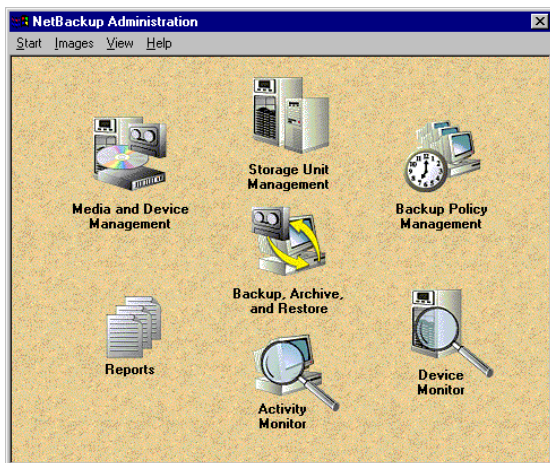 NetBackup Administration
Start Images View Help
Storage Unit
Management
Media and Device
Management
Backup Policy
Management
Backup, Archive,
and Restore
Reports
Device
Monitor
Activity
Monitor